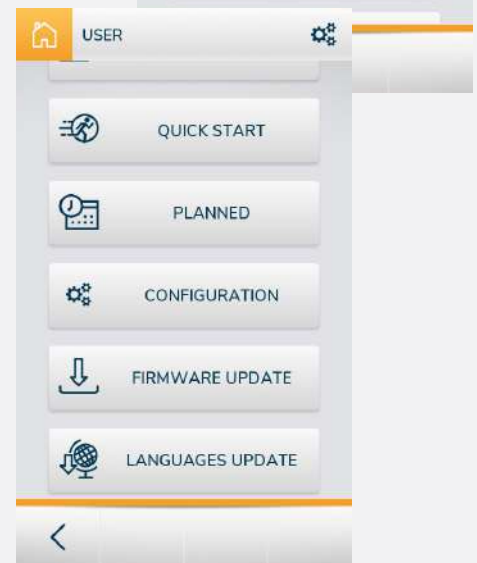 USER
QUICK START
PLANNED
CONFIGURATION
FIRMWARE UPDATE
LANGUAGES UPDATE